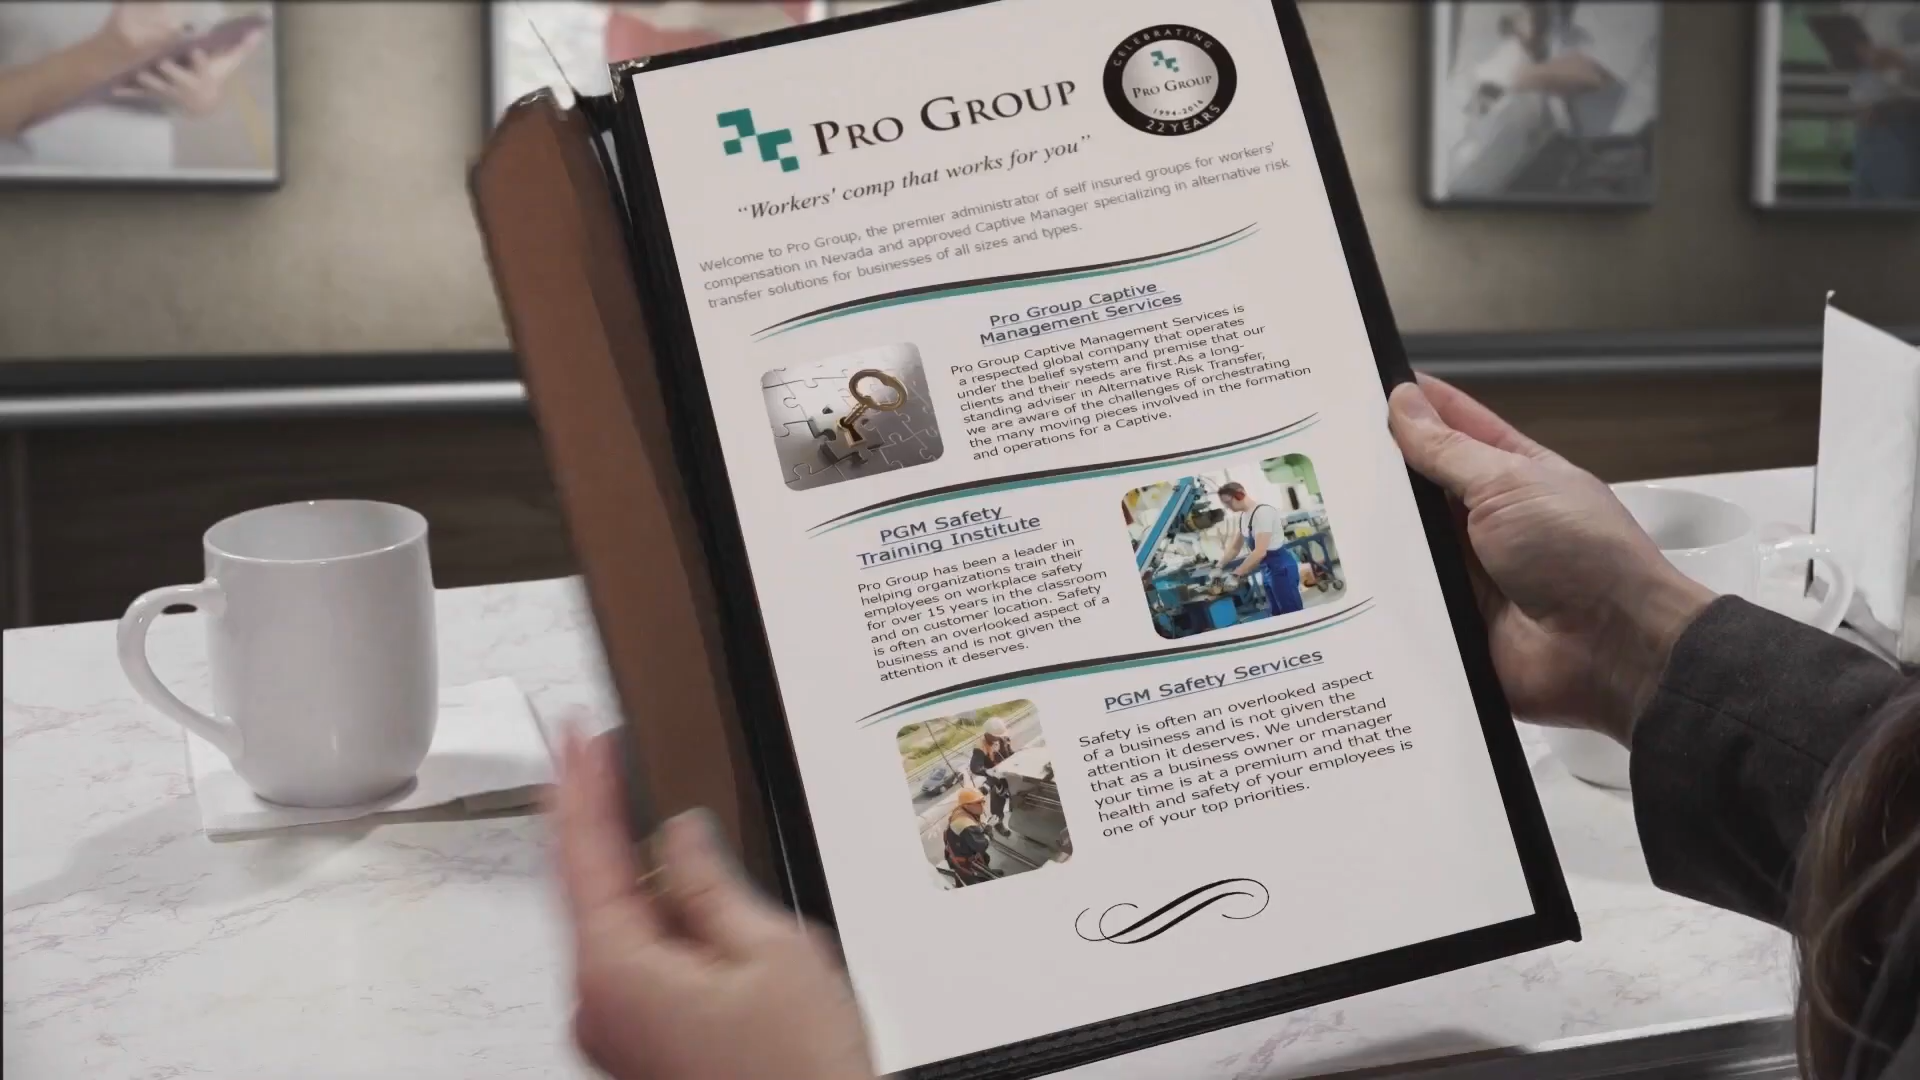 PRO GROUP
CELEBRATING
PRO GROUP
1994-2016
22 YEARS
“Workers' comp that works for you”
Welcome to Pro Group, the premier administrator of self insured groups for workers'
compensation in Nevada and approved Captive Manager specializing in alternative risk
transfer solutions for businesses of all sizes and types.
Pro Group Captive
Management Services
Pro Group Captive Management Services is
a respected global company that operates
under the belief system and premise that our
clients and their needs are first.As a long-
standing adviser in Alternative Risk Transfer,
we are aware of the challenges of orchestrating
the many moving pieces involved in the formation
and operations for a Captive.
PGM Safety
Training Institute
Pro Group has been a leader in
helping organizations train their
employees on workplace safety
for over 15 years in the classroom
and on customer location. Safety
is often an overlooked aspect of a
business and is not given the
attention it deserves.
PGM Safety Services
Safety is often an overlooked aspect
of a business and is not given the
attention it deserves. We understand
that as a business owner or manager
your time is at a premium and that the
health and safety of your employees is
one of your top priorities.